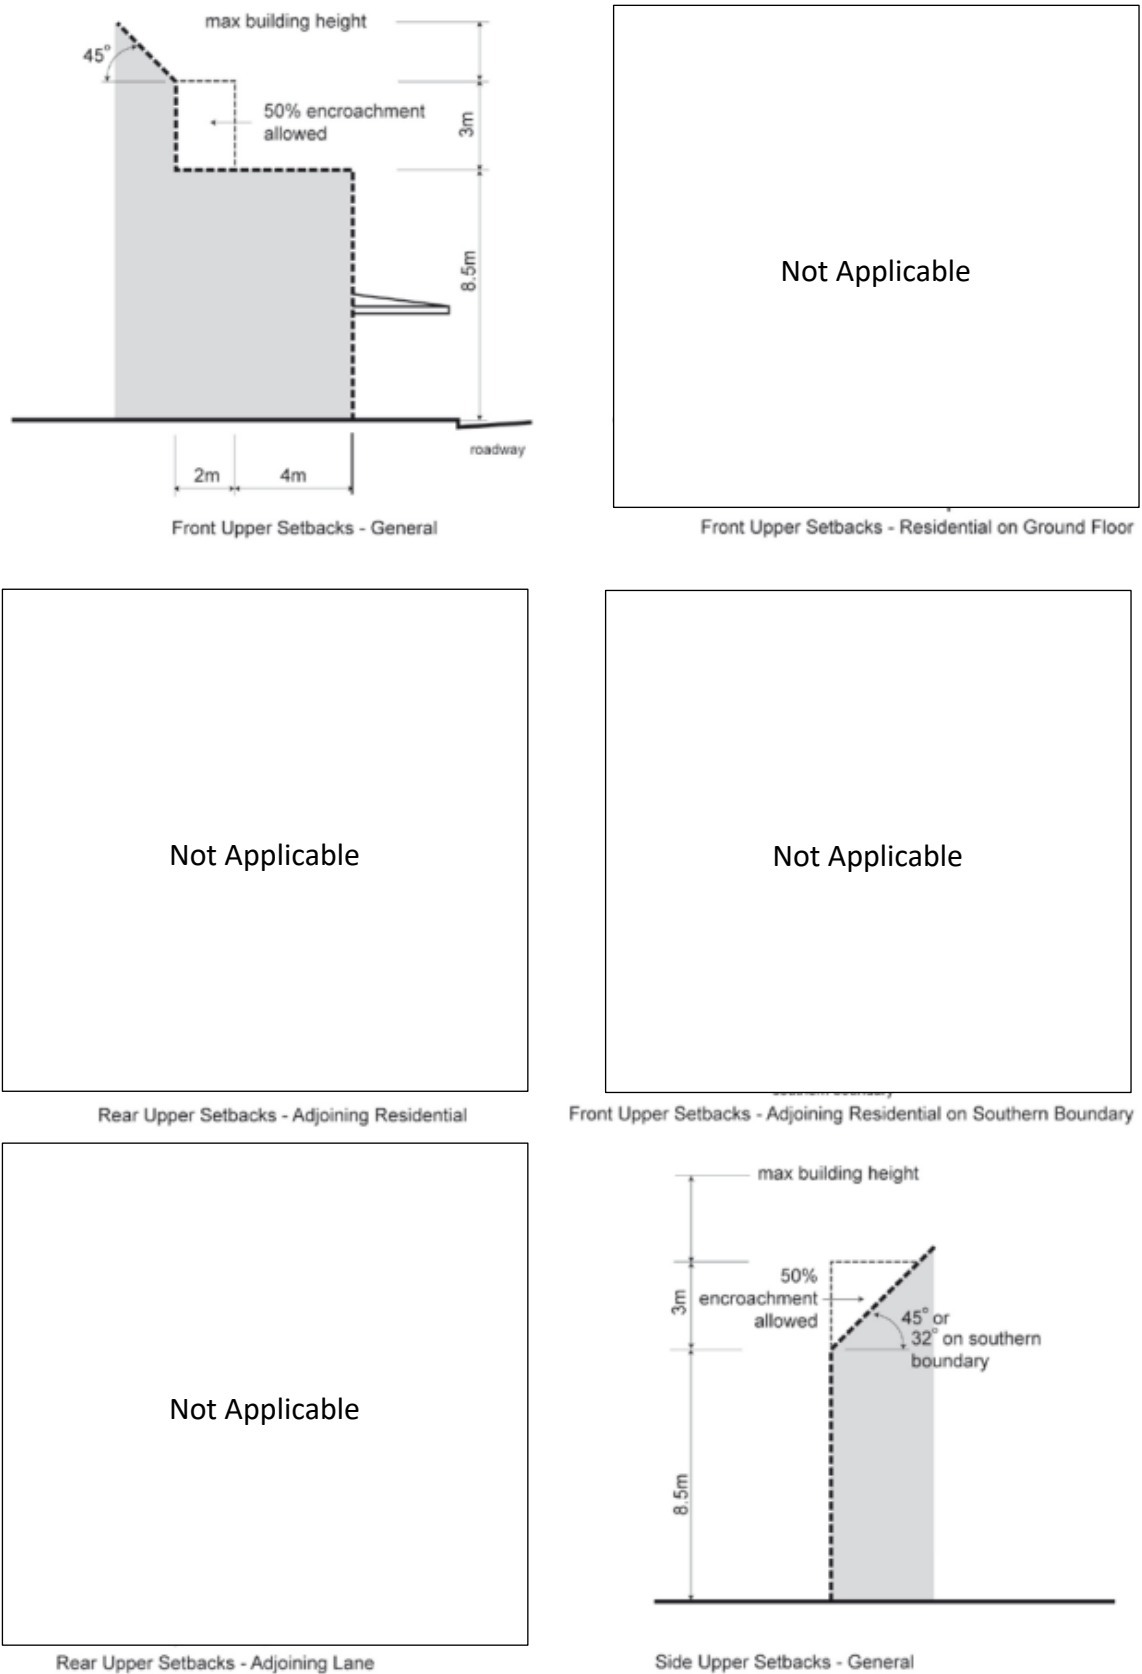 max building height
45°
50% encroachment
allowed
3m
8.5m
roadway
2m
4m
Front Upper Setbacks - General
Not Applicable
Front Upper Setbacks - Residential on Ground Floor
Not Applicable
Rear Upper Setbacks - Adjoining Residential
Not Applicable
Front Upper Setbacks - Adjoining Residential on Southern Boundary
Not Applicable
Rear Upper Setbacks - Adjoining Lane
max building height
50%
encroachment
allowed
3m
45° or
32° on southern
boundary
8.5m
Side Upper Setbacks - General